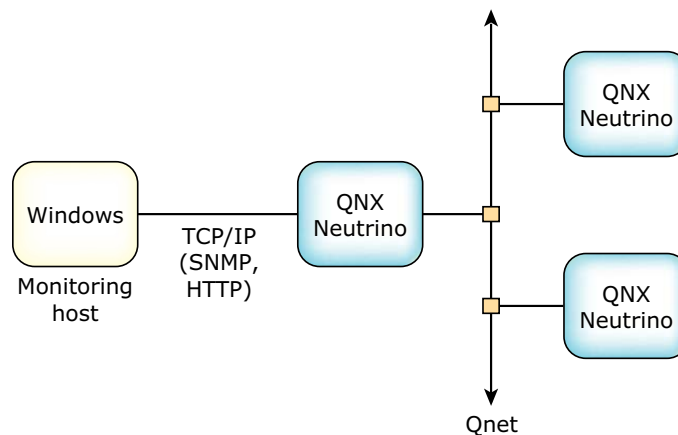 Windows
Monitoring
host
TCP/IP
(SNMP,
HTTP)
QNX
Neutrino
QNX
Neutrino
QNX
Neutrino
Qnet